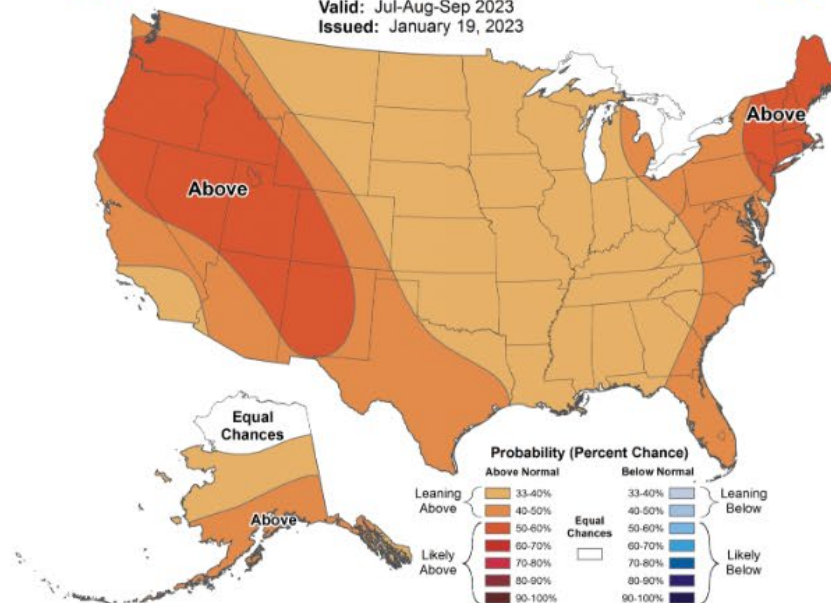 Valid: Jul-Aug-Sep 2023
Issued: January 19, 2023
Above
Above
Equal
Chances
Above
Probability (Percent Chance)
Above Normal
Below Normal
Leaning
Above
33-40%
40-50%
50-60%
60-70%
70-80%
80-90%
90-100%
Likely
Above
Equal
Chances
33-40%
40-50%
50-60%
60-70%
70-80%
80-90%
90-100%
Leaning
Below
Likely
Below